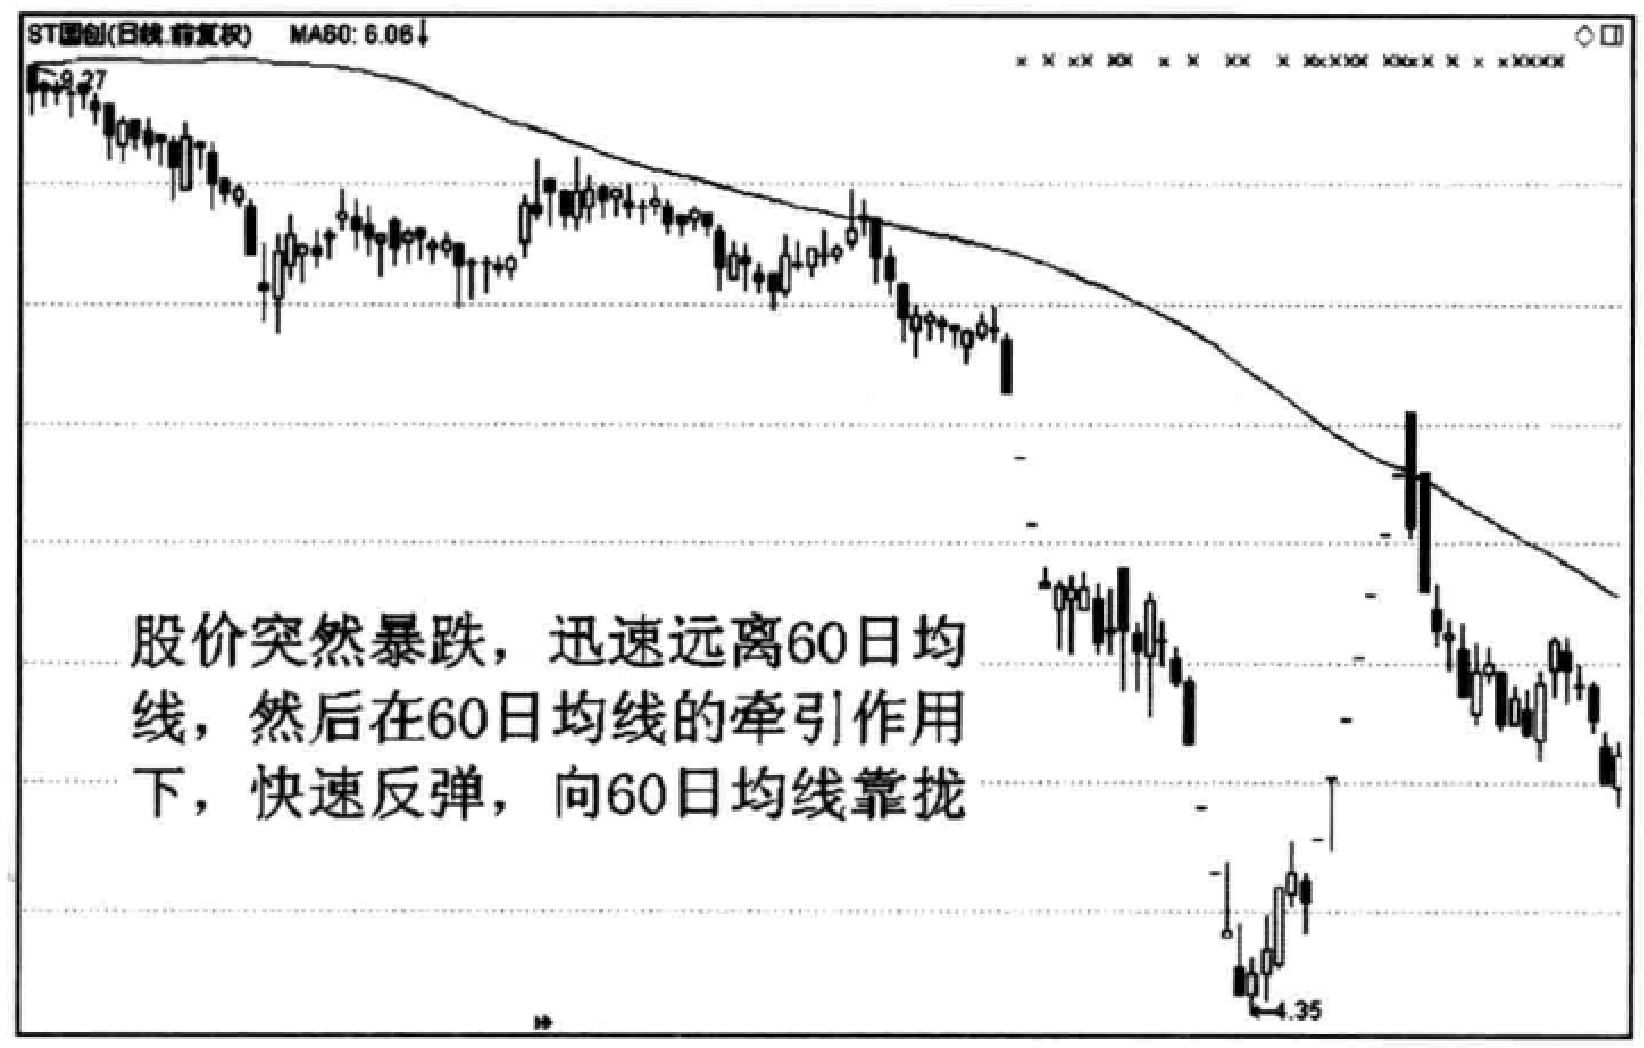 ST国创(日线.前复权) MA60: 6.06↓
9.27
股价突然暴跌，迅速远离60日均
线，然后在60日均线的牵引作用
下，快速反弹，向60日均线靠拢
4.35